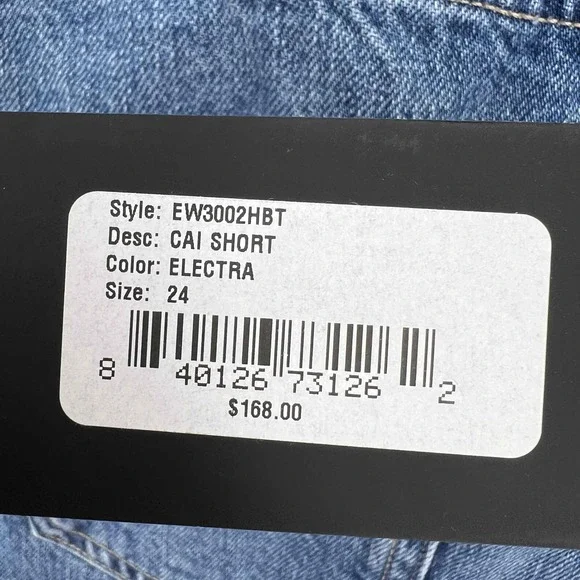 Style: EW3002HBT
Desc: CAI SHORT
Color: ELECTRA
Size: 24
8 40126 73126 2
$168.00